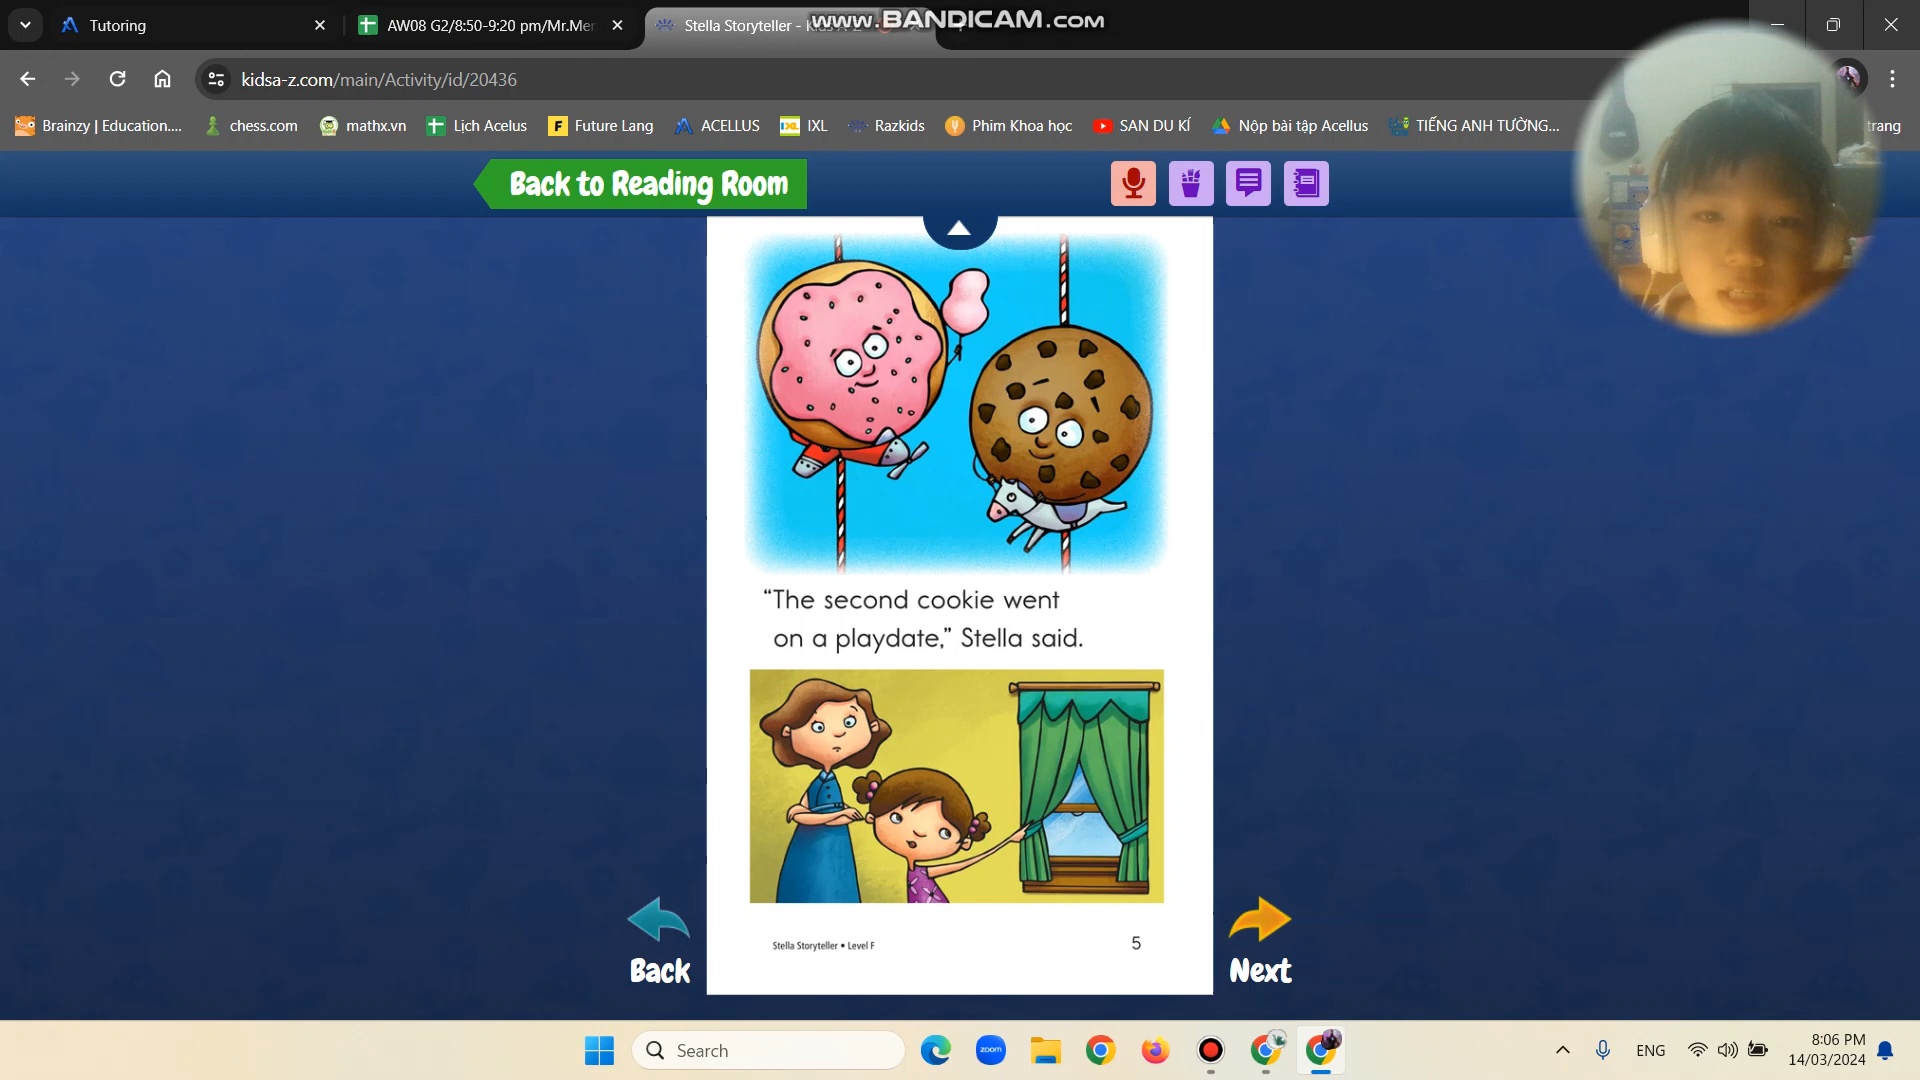 Tutoring
AW08 G2/8:50-9:20 pm/Mr.Mer
Stella Storyteller - Kids A-Z
www.BANDICAM.com
kidsa-z.com/main/Activity/id/20436
Brainzy | Education....
chess.com
mathx.vn
Lịch Acelus
Future Lang
ACELLUS
IXL
Razkids
Phim Khoa học
SAN DU KÍ
Nộp bài tập Acellus
TIẾNG ANH TƯỜNG...
trang
Back to Reading Room
“The second cookie went
on a playdate,” Stella said.
Stella Storyteller • Level F
5
Back
Next
Search
zoom
ENG
8:06 PM
14/03/2024